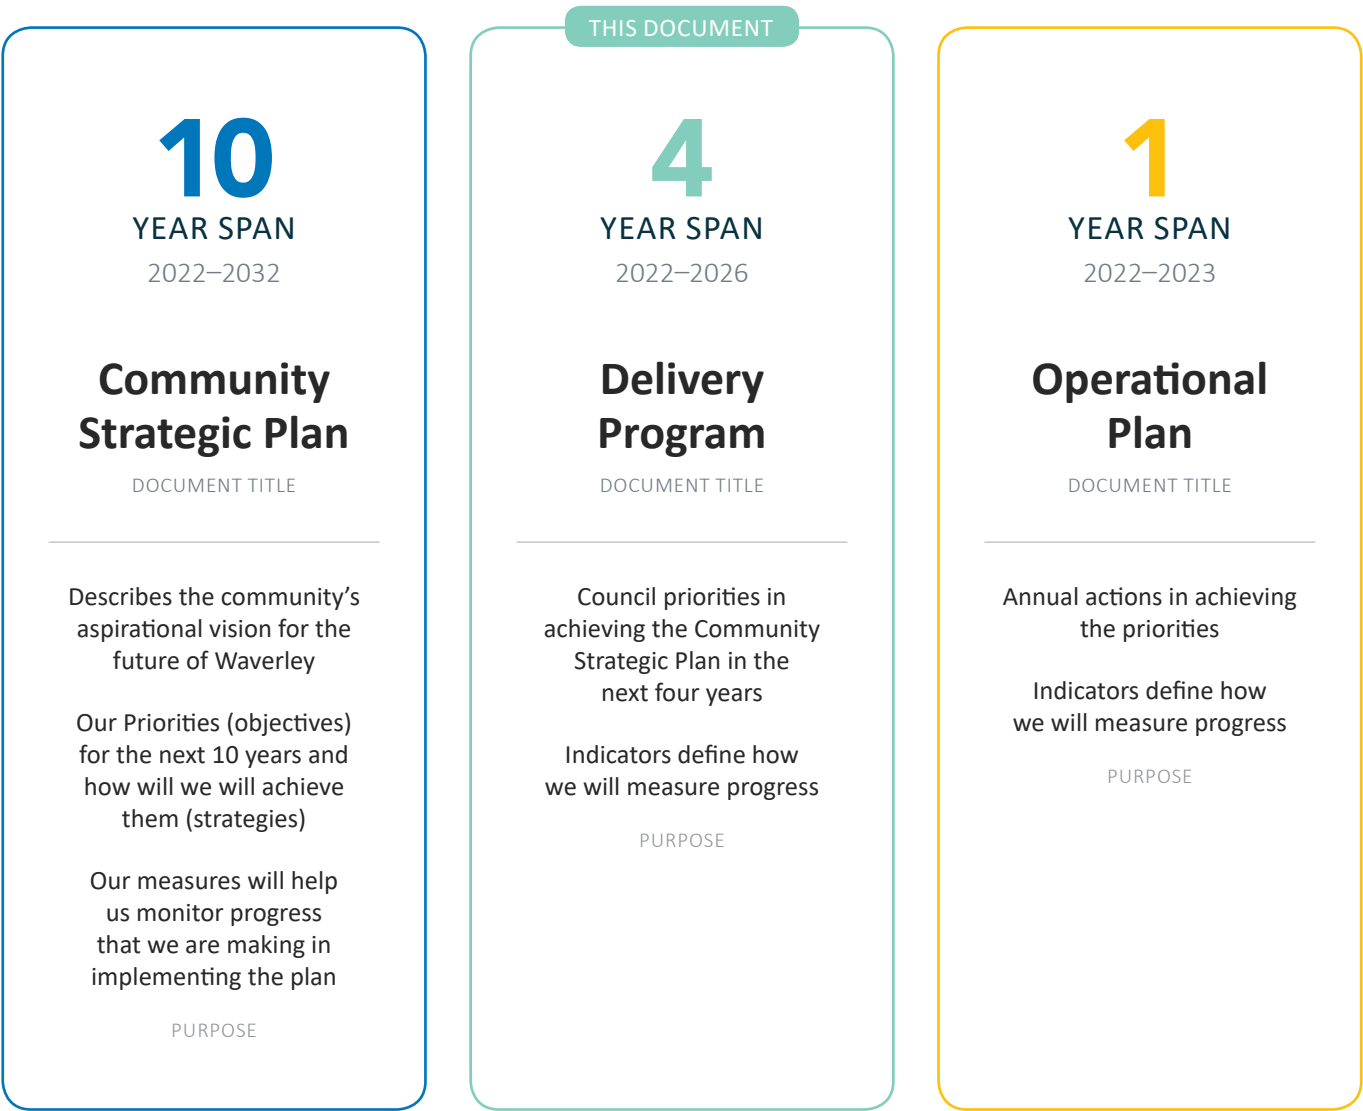 THIS DOCUMENT
10
YEAR SPAN
2022–2032
Community
Strategic Plan
DOCUMENT TITLE
Describes the community’s
aspirational vision for the
future of Waverley
Our Priorities (objectives)
for the next 10 years and
how will we will achieve
them (strategies)
Our measures will help
us monitor progress
that we are making in
implementing the plan
PURPOSE
4
YEAR SPAN
2022–2026
Delivery
Program
DOCUMENT TITLE
Council priorities in
achieving the Community
Strategic Plan in the
next four years
Indicators define how
we will measure progress
PURPOSE
1
YEAR SPAN
2022–2023
Operational
Plan
DOCUMENT TITLE
Annual actions in achieving
the priorities
Indicators define how
we will measure progress
PURPOSE